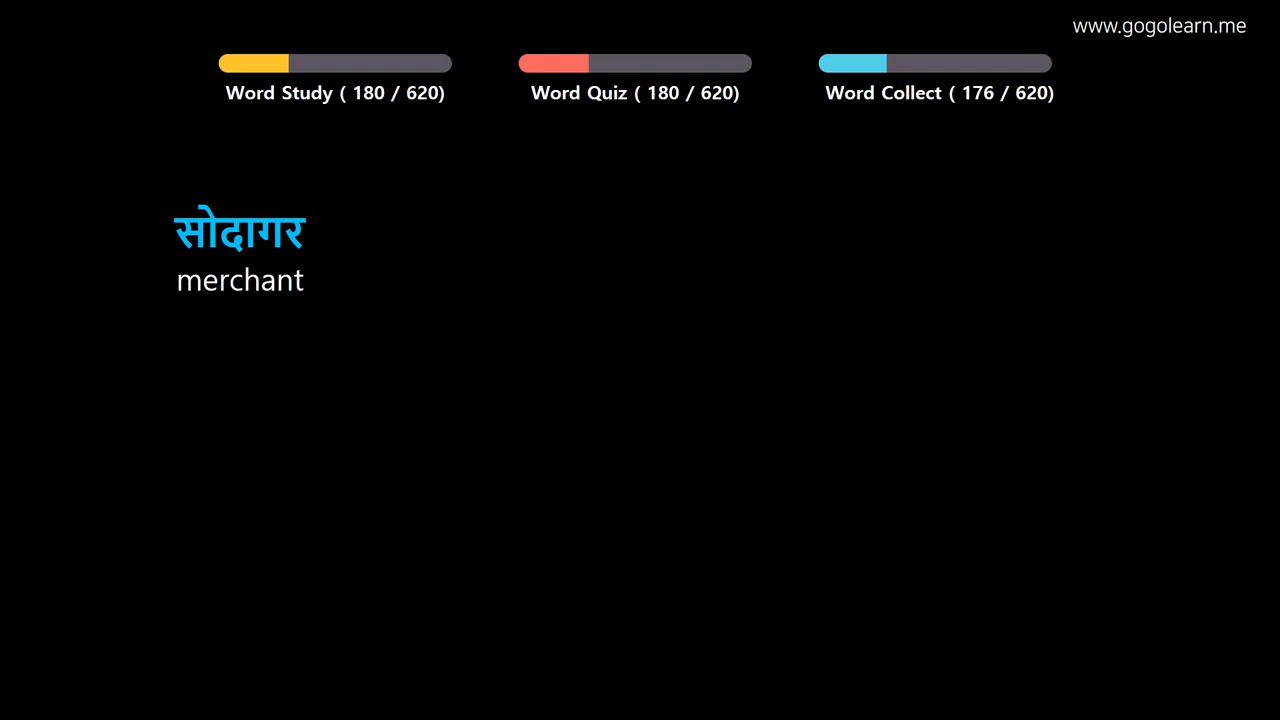 www.gogolearn.me
Word Study ( 180 / 620)
Word Quiz ( 180 / 620)
Word Collect ( 176 / 620)
सोदागर
merchant